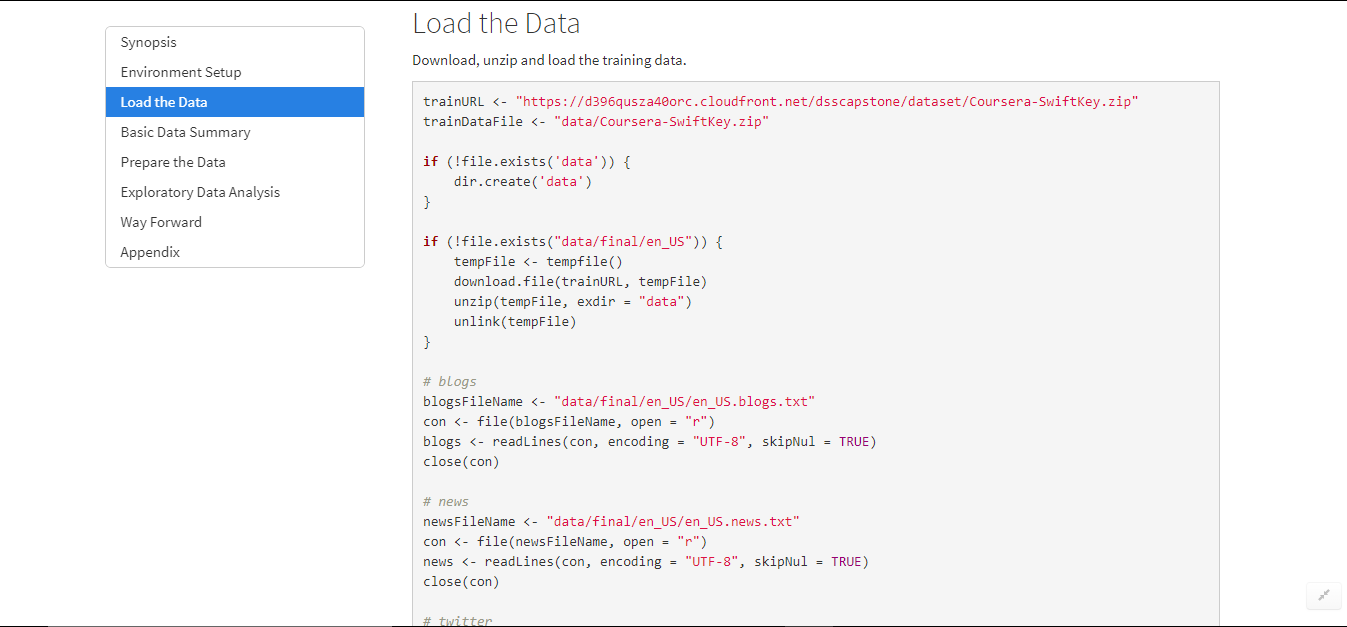 Synopsis
Environment Setup
Load the Data
Basic Data Summary
Prepare the Data
Exploratory Data Analysis
Way Forward
Appendix
Load the Data
Download, unzip and load the training data.
trainURL <- "https://d396qusza40orc.cloudfront.net/dsscapstone/dataset/Coursera-SwiftKey.zip"
trainDataFile <- "data/Coursera-SwiftKey.zip"
if (!file.exists('data')) {
    dir.create('data')
}
if (!file.exists("data/final/en_US")) {
    tempFile <- tempfile()
    download.file(trainURL, tempFile)
    unzip(tempFile, exdir = "data")
    unlink(tempFile)
}
# blogs
blogsFileName <- "data/final/en_US/en_US.blogs.txt"
con <- file(blogsFileName, open = "r")
blogs <- readLines(con, encoding = "UTF-8", skipNul = TRUE)
close(con)
# news
newsFileName <- "data/final/en_US/en_US.news.txt"
con <- file(newsFileName, open = "r")
news <- readLines(con, encoding = "UTF-8", skipNul = TRUE)
close(con)
# twitter